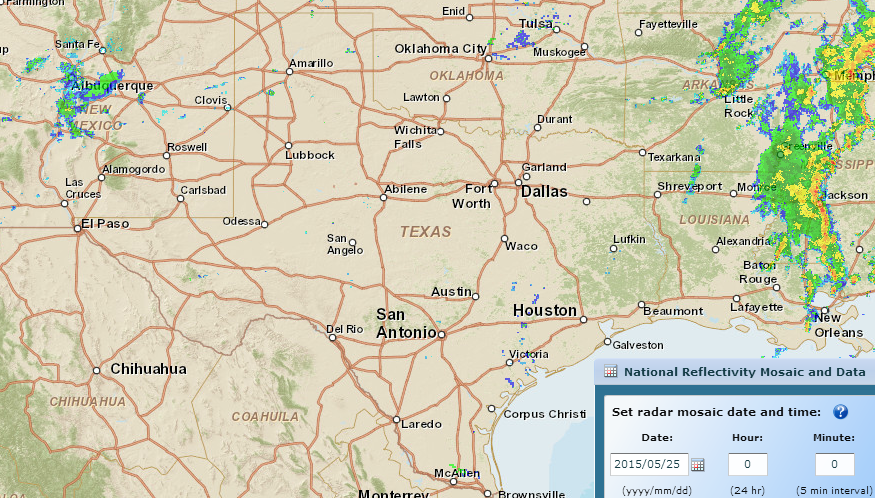 Farmington
Enid
Tulsa
Fayetteville
Santa Fe
Oklahoma City
Muskogee
Amarillo
OKLAHOMA
Memph
Albuquerque
ARKANSAS
Clovis
Lawton
Little
Rock
NEW
MEXICO
Durant
Wichita
Falls
Roswell
Lubbock
Greenville
Texarkana
SSIPP
Alamogordo
Garland
Las
Cruces
Carlsbad
Abilene
Fort
Worth
Dallas
Shreveport
Monroe
Jackson
El Paso
Odessa
TEXAS
LOUISIANA
San
Angelo
Waco
Lufkin
Alexandria
Baton
Rouge
Austin
San
Antonio
Houston
Beaumont
Lafayette
New
Orleans
Del Rio
Victoria
Galveston
Chihuahua
National Reflectivity Mosaic and Data
CHIHUAHUA
COAHUILA
Laredo
Corpus Christi
Set radar mosaic date and time: ?
Date: Hour: Minute:
2015/05/25 0 0
(yyyy/mm/dd) (24 hr) (5 min interval)
McAllen
Monterrey
Brownsville